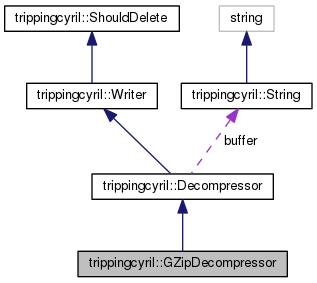 trippingcyril::ShouldDelete
string
trippingcyril::Writer
trippingcyril::String
buffer
trippingcyril::Decompressor
trippingcyril::GZipDecompressor